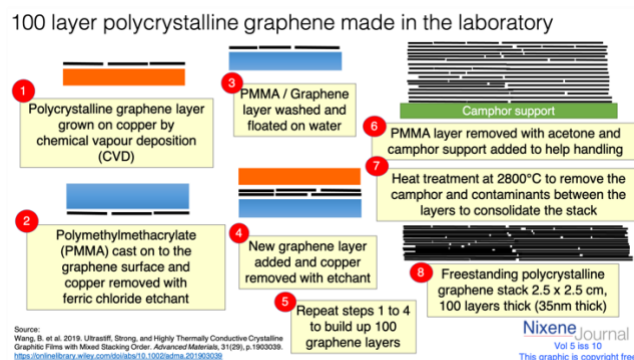 100 layer polycrystalline graphene made in the laboratory
1
Polycrystalline graphene layer
grown on copper by
chemical vapour deposition
(CVD)
2
Polymethylmethacrylate
(PMMA) cast on to the
graphene surface and
copper removed with
ferric chloride etchant
3
PMMA / Graphene
layer washed and
floated on water
4
New graphene layer
added and copper
removed with etchant
5
Repeat steps 1 to 4
to build up 100
graphene layers
Camphor support
6
PMMA layer removed with acetone and
camphor support added to help handling
7
Heat treatment at 2800°C to remove the
camphor and contaminants between the
layers to consolidate the stack
8
Freestanding polycrystalline
graphene stack 2.5 x 2.5 cm,
100 layers thick (35nm thick)
Source:
Wang, B. et al. 2019. Ultrastiff, Strong, and Highly Thermally Conductive Crystalline
Graphitic Films with Mixed Stacking Order. Advanced Materials, 31(29), p.1903039.
https://onlinelibrary.wiley.com/doi/abs/10.1002/adma.201903039
Nixene Journal
Vol 5 iss 10
This graphic is copyright free